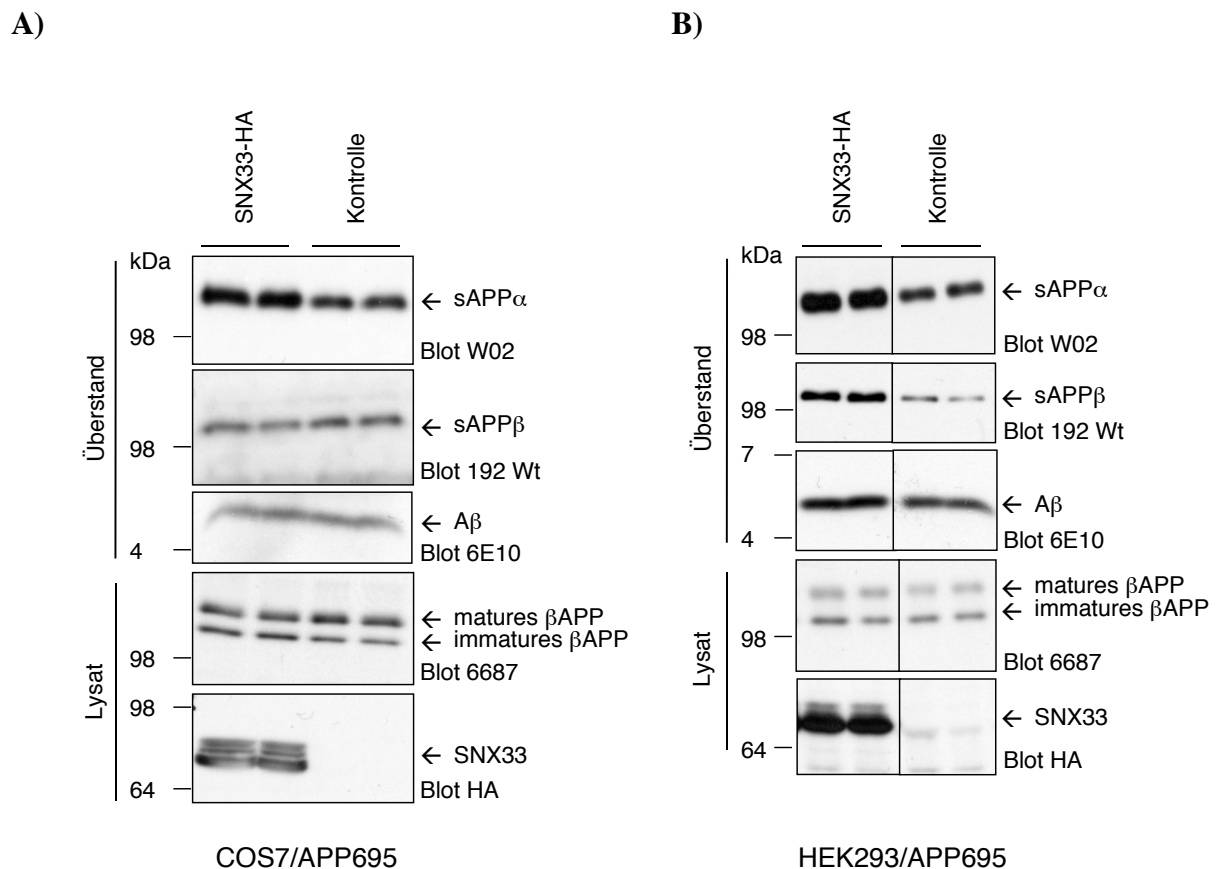 A)
SNX33-HA
Kontrolle
kDa
Überstand
98
← sAPPα
Blot W02
98
← sAPPβ
Blot 192 Wt
4
← Aβ
Blot 6E10
Lysat
98
← matures βAPP
← immatures βAPP
Blot 6687
98
64
← SNX33
Blot HA
COS7/APP695
B)
SNX33-HA
Kontrolle
kDa
Überstand
98
← sAPPα
Blot W02
98
← sAPPβ
Blot 192 Wt
7
4
← Aβ
Blot 6E10
Lysat
98
← matures βAPP
← immatures βAPP
Blot 6687
64
← SNX33
Blot HA
HEK293/APP695